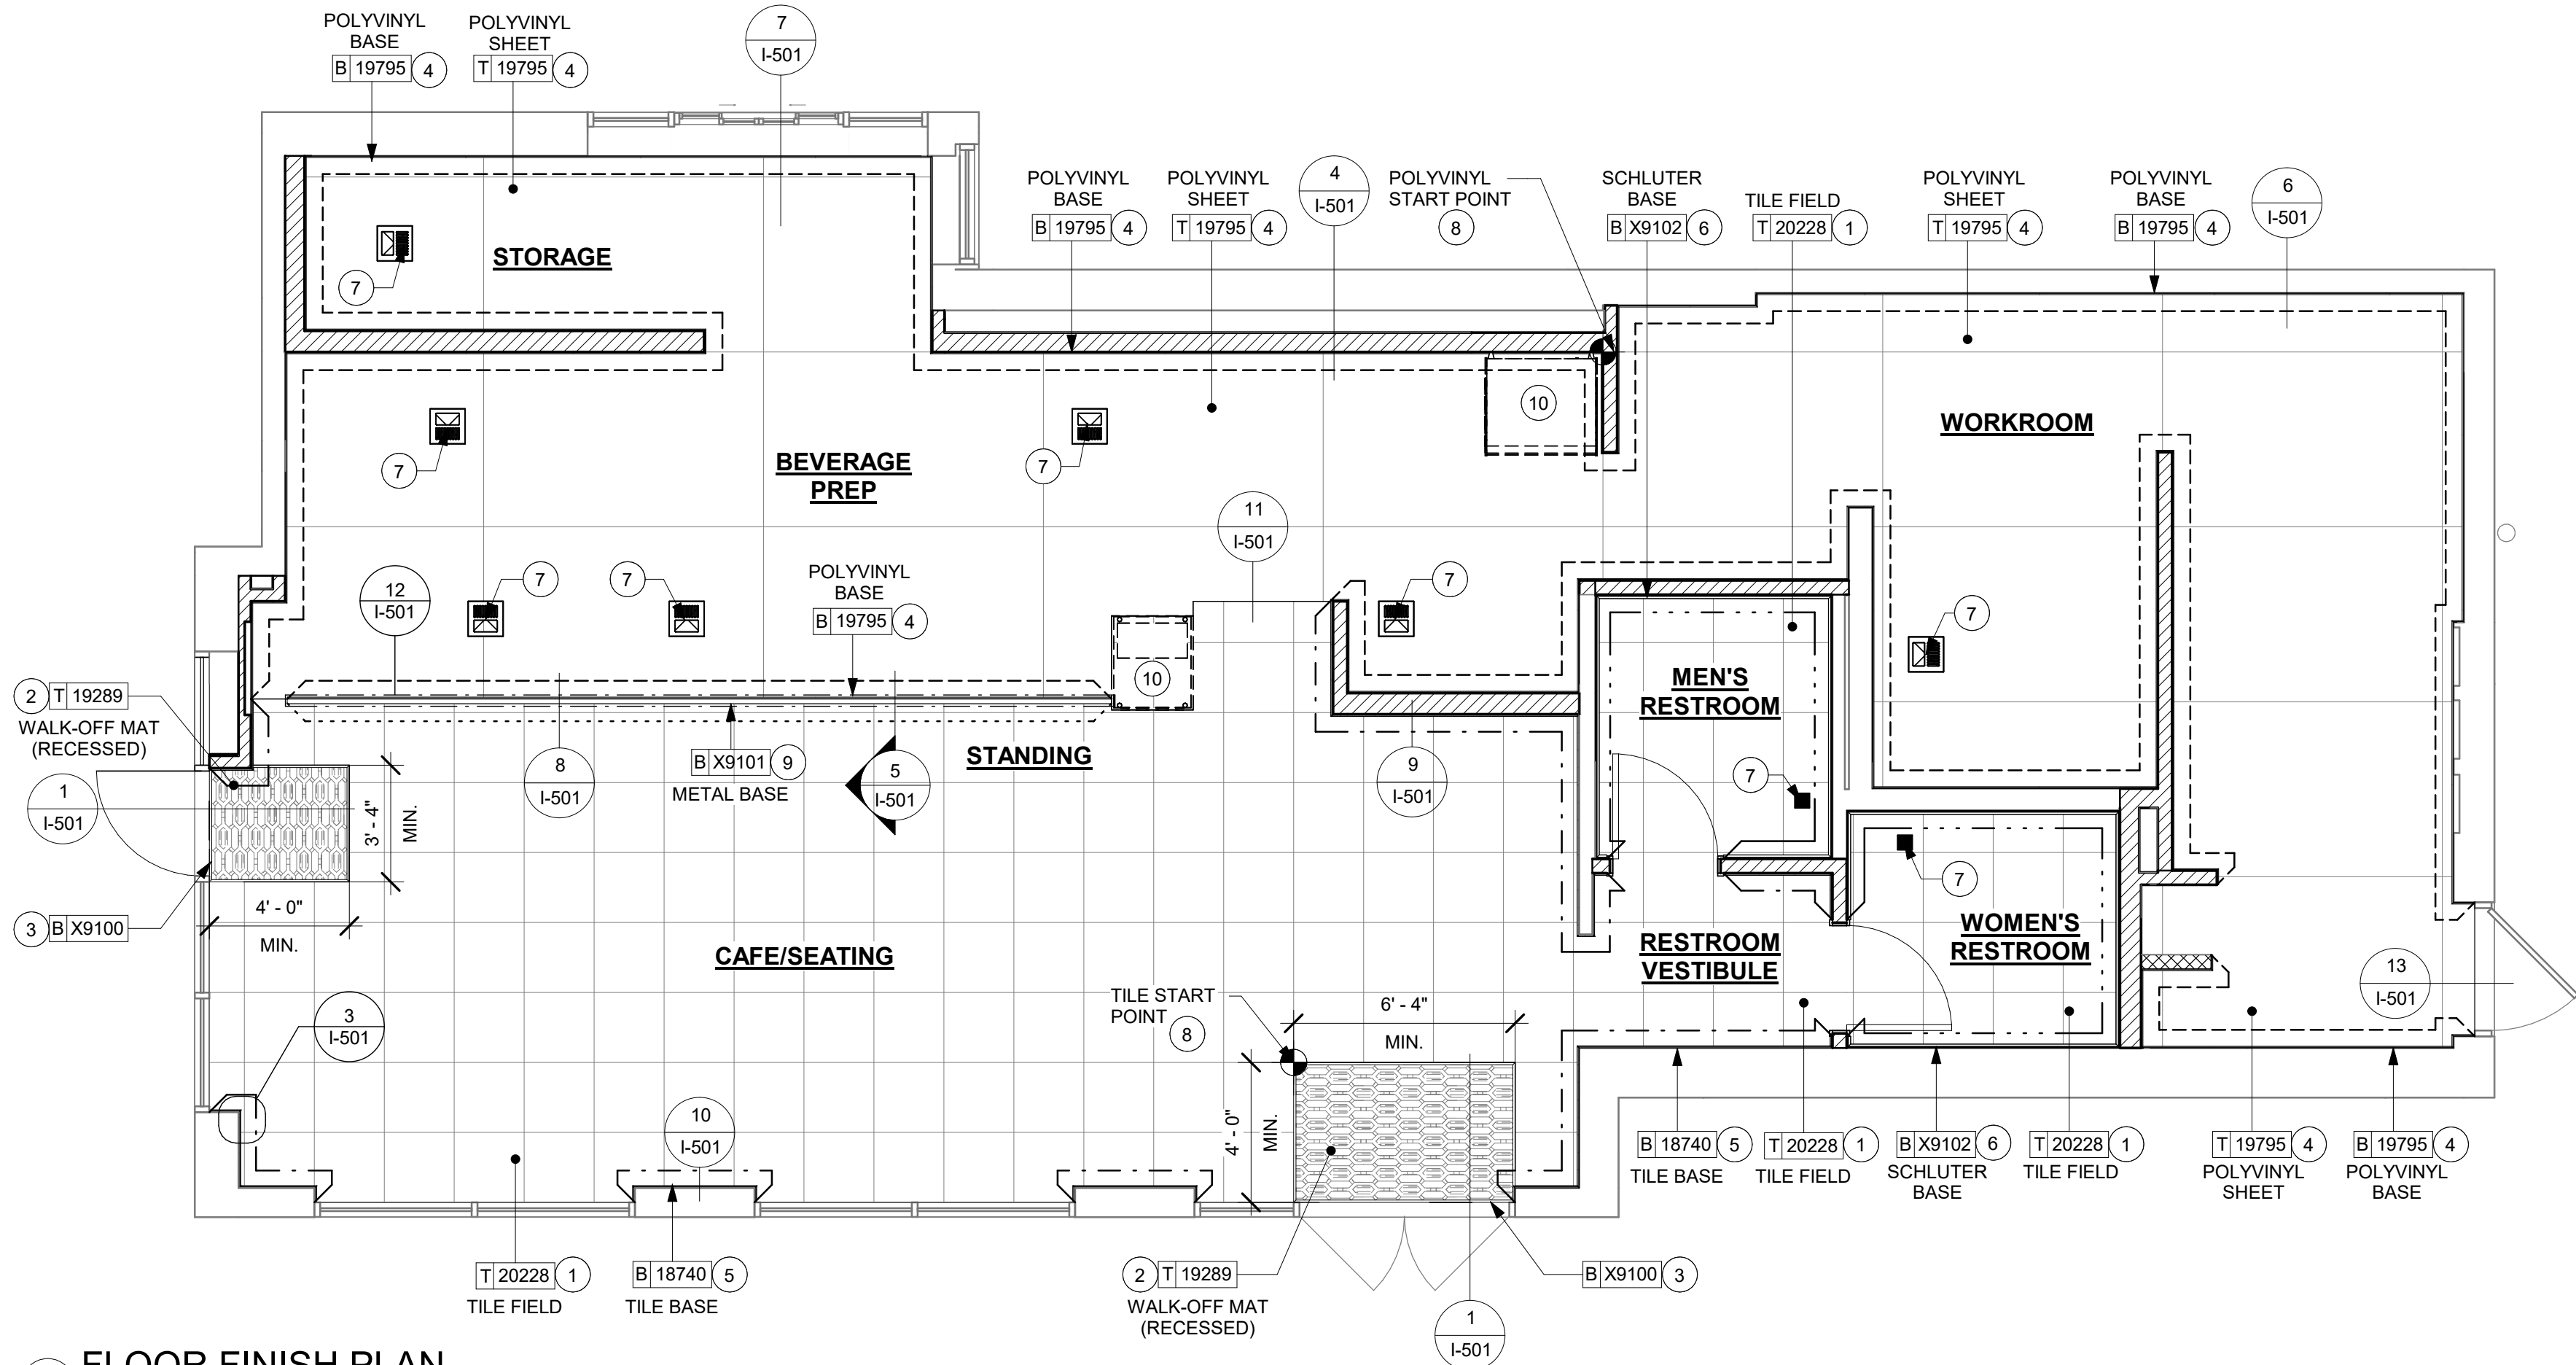 POLYVINYL
BASE
B 19795 4
POLYVINYL
SHEET
T 19795 4
7
I-501
POLYVINYL
BASE
B 19795 4
POLYVINYL
SHEET
T 19795 4
4
I-501
POLYVINYL
START POINT
8
SCHLUTER
BASE
B X9102 6
TILE FIELD
T 20228 1
POLYVINYL
SHEET
T 19795 4
POLYVINYL
BASE
B 19795 4
6
I-501
STORAGE
7
10
WORKROOM
7
BEVERAGE
PREP
7
11
I-501
12
I-501
7
7
POLYVINYL
BASE
B 19795 4
7
7
2 T 19289
WALK-OFF MAT
(RECESSED)
10
MEN'S
RESTROOM
1
I-501
8
I-501
B X9101 9
METAL BASE
5
I-501
STANDING
9
I-501
7
3' - 4"
MIN.
3 B X9100
4' - 0"
MIN.
7
CAFE/SEATING
RESTROOM
VESTIBULE
WOMEN'S
RESTROOM
13
I-501
3
I-501
TILE START
POINT
8
6' - 4"
MIN.
4' - 0"
MIN.
10
I-501
B 18740 5
TILE BASE
T 20228 1
TILE FIELD
B X9102 6
SCHLUTER
BASE
T 20228 1
TILE FIELD
T 19795 4
POLYVINYL
SHEET
B 19795 4
POLYVINYL
BASE
T 20228 1
TILE FIELD
B 18740 5
TILE BASE
2 T 19289
WALK-OFF MAT
(RECESSED)
B X9100 3
1
I-501
FLOOR FINISH PLAN